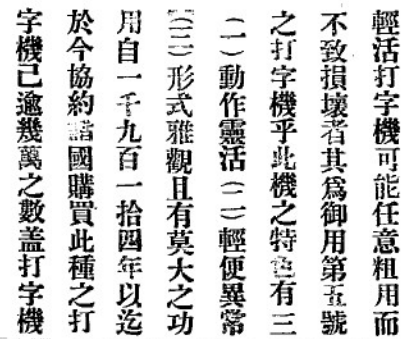 輕活打字機可能任意粗用而
不致損壞者其爲御用第五號
之打字機乎此機之特色有三
(一)動作靈活(二)輕便異常
(三)形式雅觀且有莫大之功
用自一千九百一拾四年以迄
於今協約諸國購買此種之打
字機已逾幾萬之數盖打字機